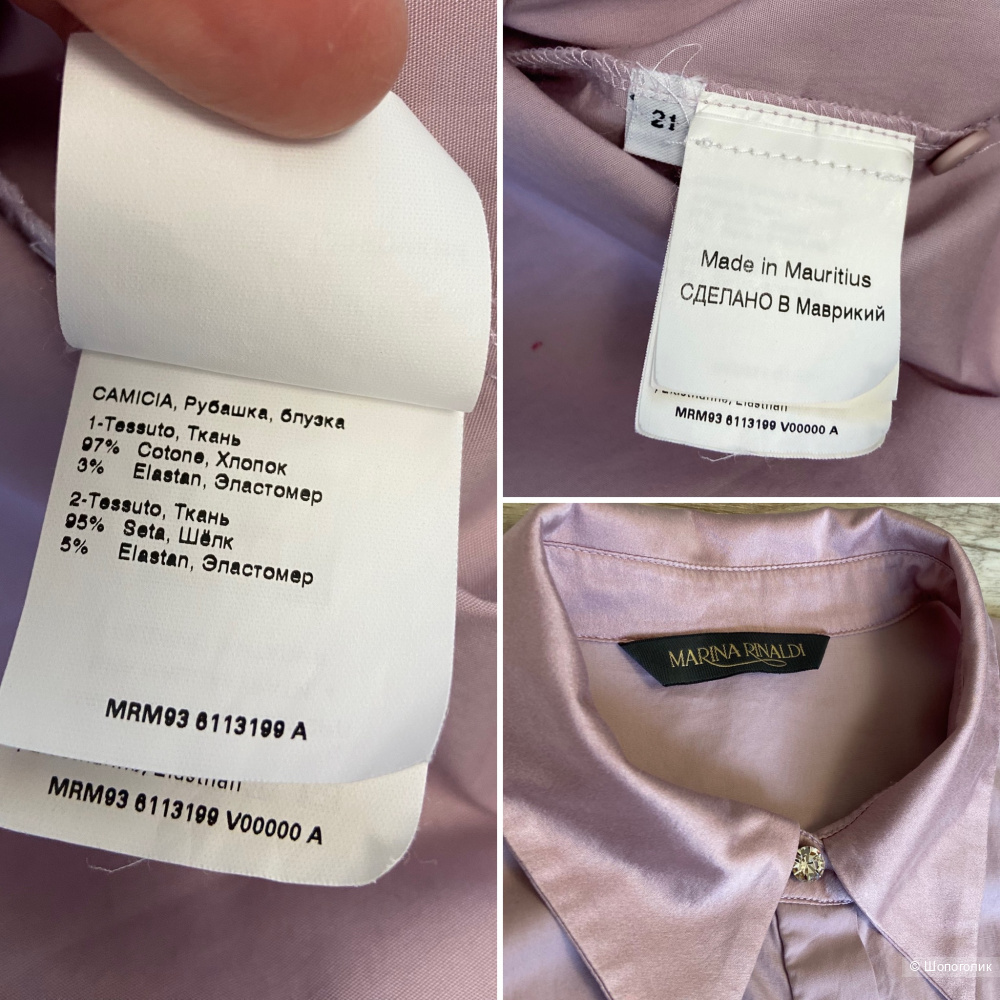 CAMICIA, Рубашка, блузка
1-Tessuto, Ткань
97% Cotone, Хлопок
3% Elastan, Эластомер
2-Tessuto, Ткань
95% Seta, Шёлк
5% Elastan, Эластомер
MRM93 6113199 A
MRM93 6113199 V00000 A
21
Made in Mauritius
СДЕЛАНО В Маврикий
MRM93 6113199 V00000 A
MARINA RINALDI
© Шопоголик